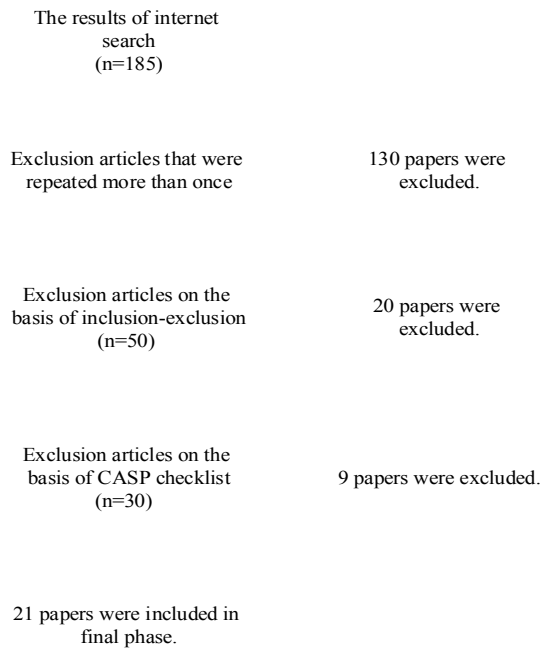 The results of internet
search
(n=185)
Exclusion articles that were
repeated more than once
130 papers were
excluded.
Exclusion articles on the
basis of inclusion-exclusion
(n=50)
20 papers were
excluded.
Exclusion articles on the
basis of CASP checklist
(n=30)
9 papers were excluded.
21 papers were included in
final phase.